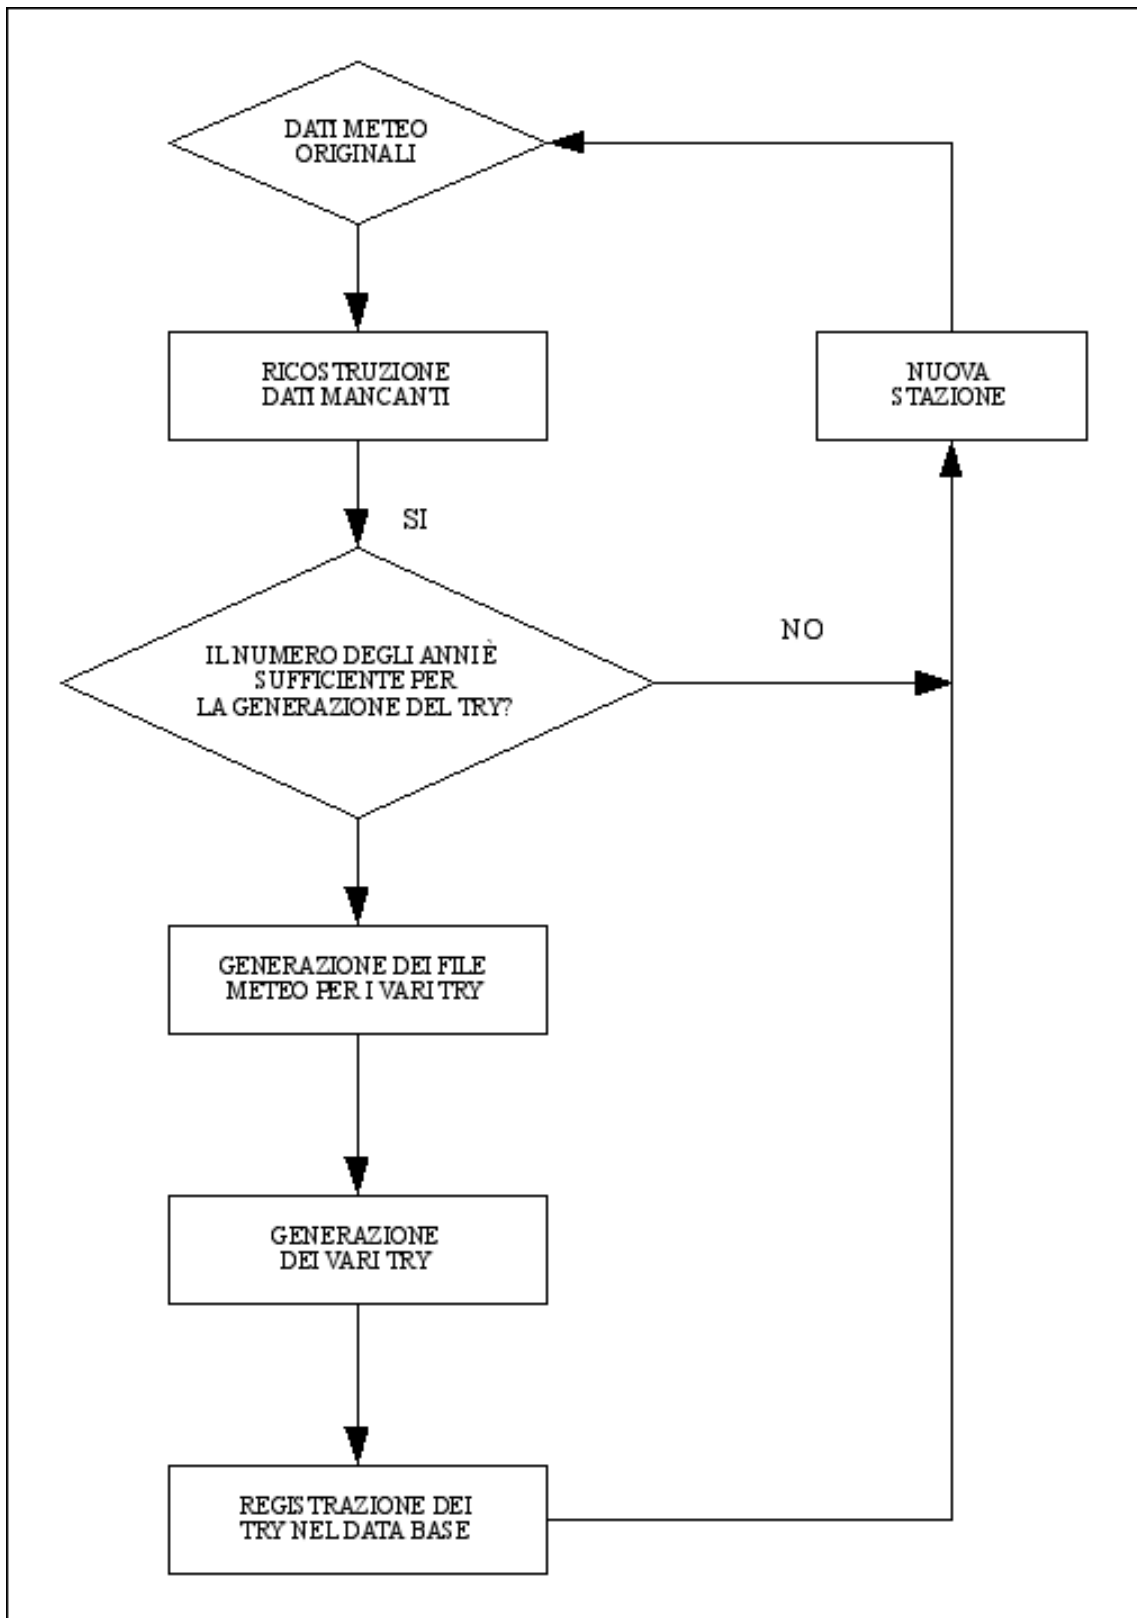 DATI METEO
ORIGINALI
RICOSTRUZIONE
DATI MANCANTI
NUOVA
STAZIONE
SI
NO
IL NUMERO DEGLI ANNI È
SUFFICIENTE PER
LA GENERAZIONE DEL TRY?
GENERAZIONE DEI FILE
METEO PER I VARI TRY
GENERAZIONE
DEI VARI TRY
REGISTRAZIONE DEI
TRY NEL DATA BASE